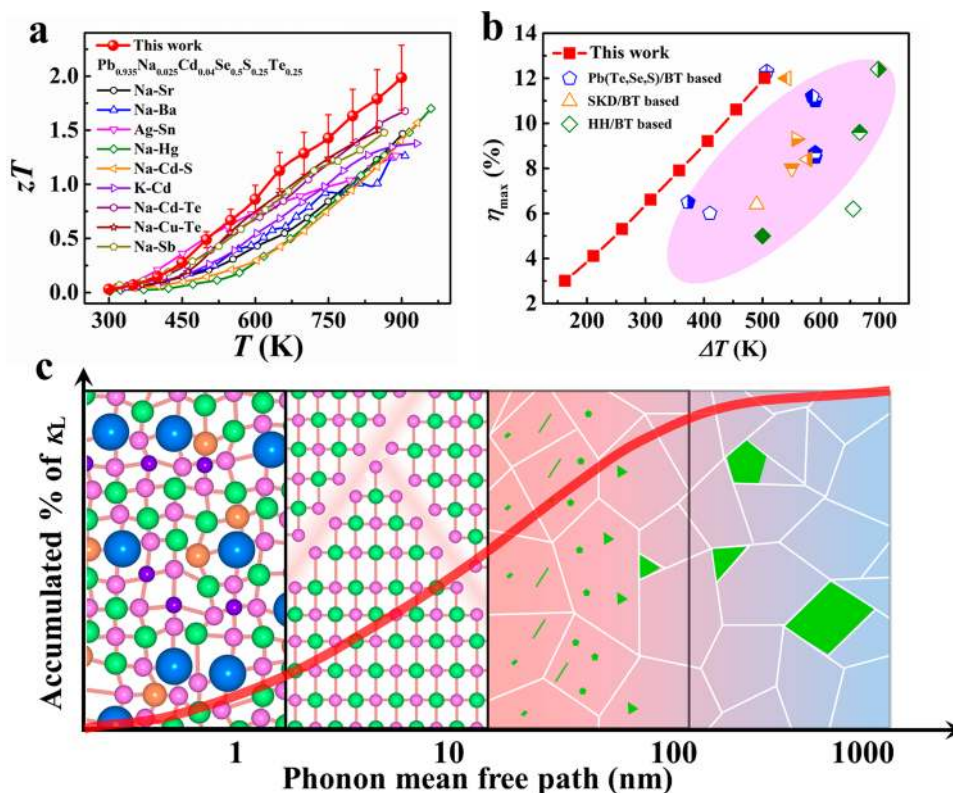 a
zT
2.0
1.5
1.0
0.5
0.0
This work
Pb0.935Na0.025Cd0.04Se0.5S0.25Te0.25
Na-Sr
Na-Ba
Ag-Sn
Na-Hg
Na-Cd-S
K-Cd
Na-Cd-Te
Na-Cu-Te
Na-Sb
300 450 600 750 900
T (K)
b
ηmax (%)
14
12
10
8
6
4
2
This work
Pb(Te,Se,S)/BT based
SKD/BT based
HH/BT based
200 300 400 500 600 700
ΔT (K)
c
Accumulated % of κL
1 10 100 1000
Phonon mean free path (nm)